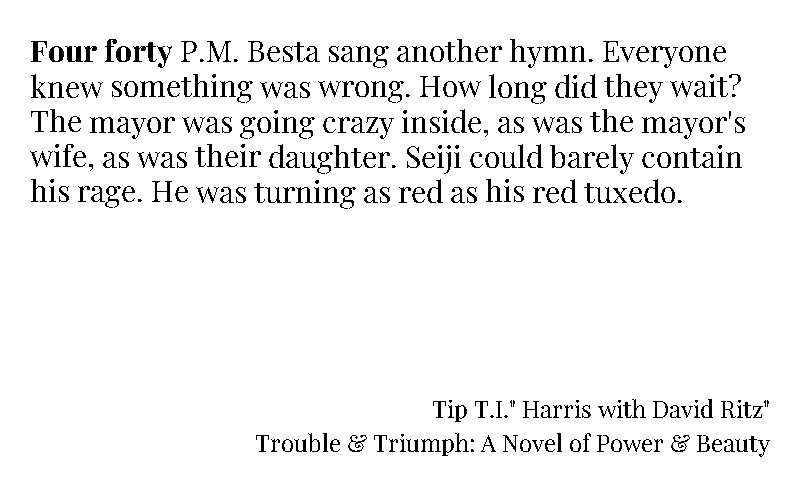 Four forty P.M. Besta sang another hymn. Everyone
knew something was wrong. How long did they wait?
The mayor was going crazy inside, as was the mayor's
wife, as was their daughter. Seiji could barely contain
his rage. He was turning as red as his red tuxedo.
Tip T.I." Harris with David Ritz"
Trouble & Triumph: A Novel of Power & Beauty